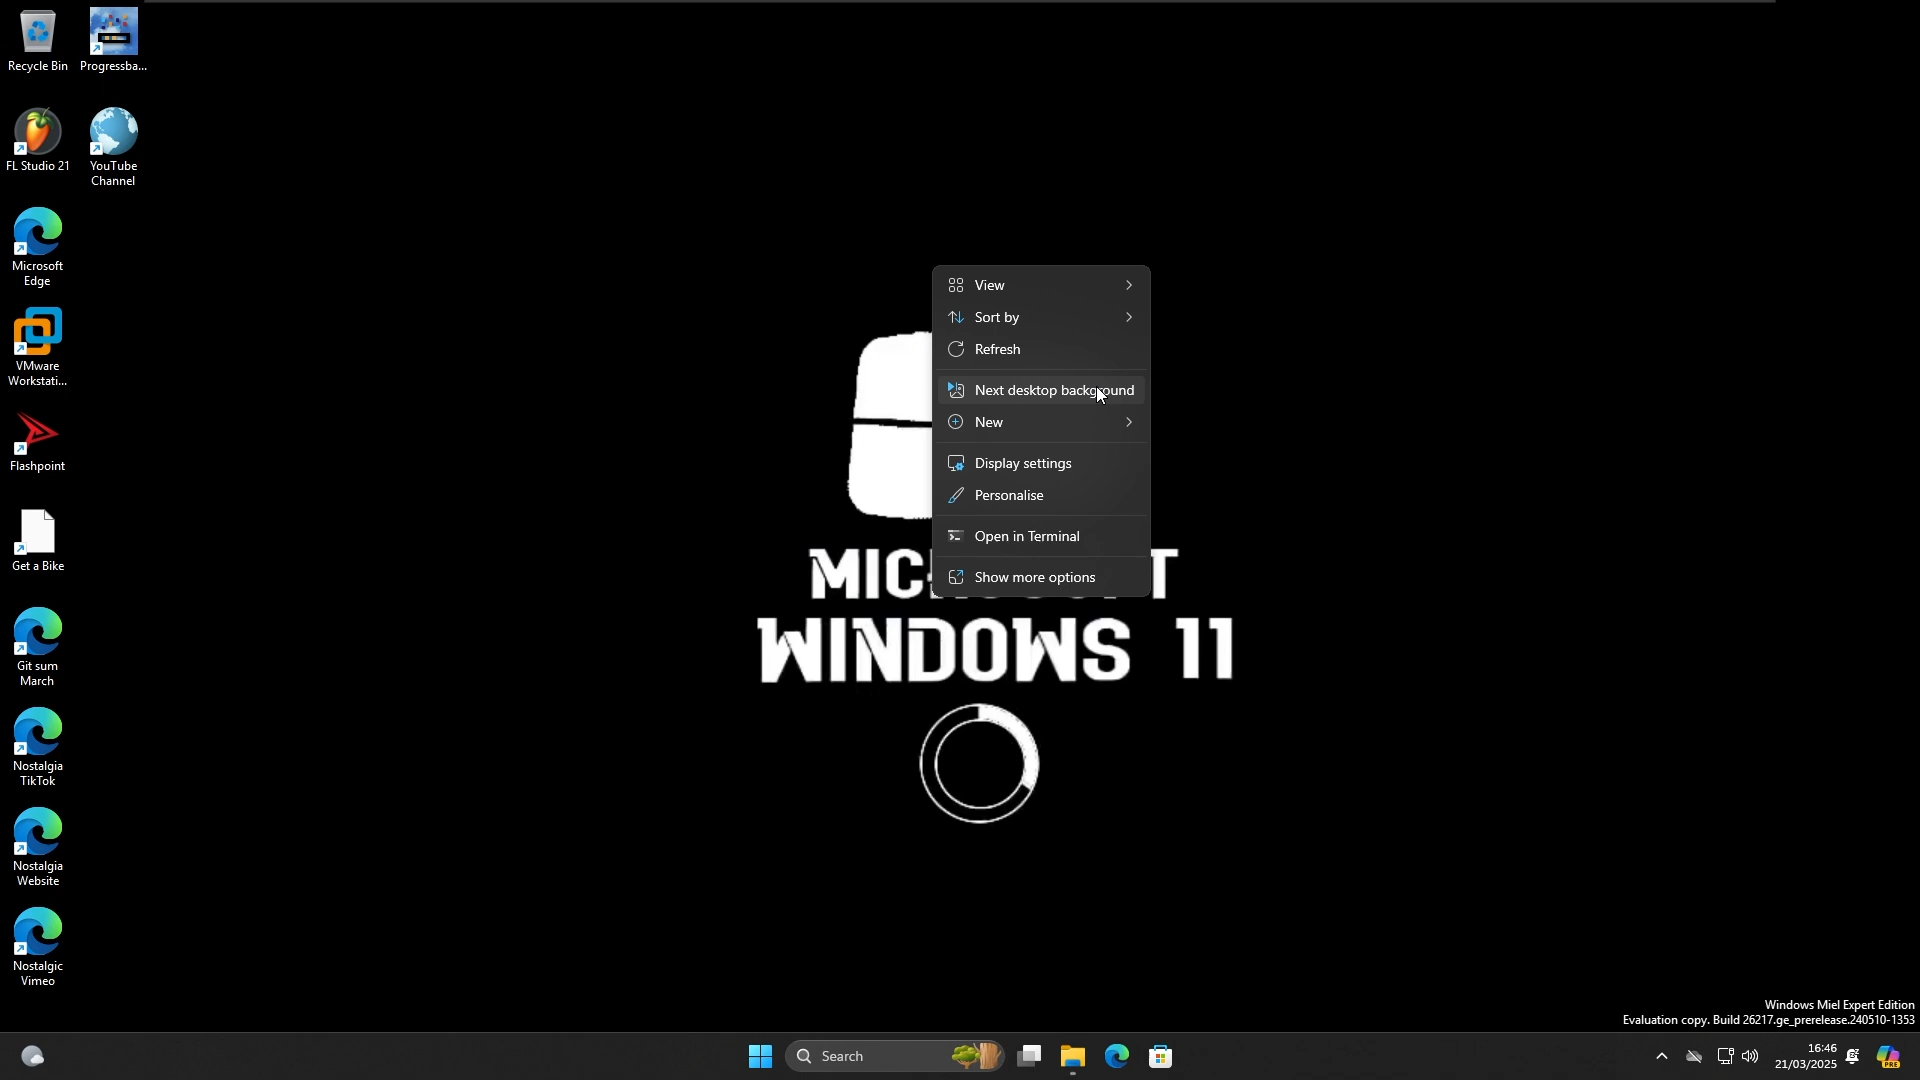 Recycle Bin
Progressba...
FL Studio 21
YouTube
Channel
Microsoft
Edge
VMware
Workstati...
Flashpoint
Get a Bike
Git sum
March
Nostalgia
TikTok
Nostalgia
Website
Nostalgic
Vimeo
View
Sort by
Refresh
Next desktop background
New
Display settings
Personalise
Open in Terminal
Show more options
WINDOWS 11
Windows Miel Expert Edition
Evaluation copy. Build 26217.ge_prerelease.240510-1353
Search
16:46
21/03/2025
PRE